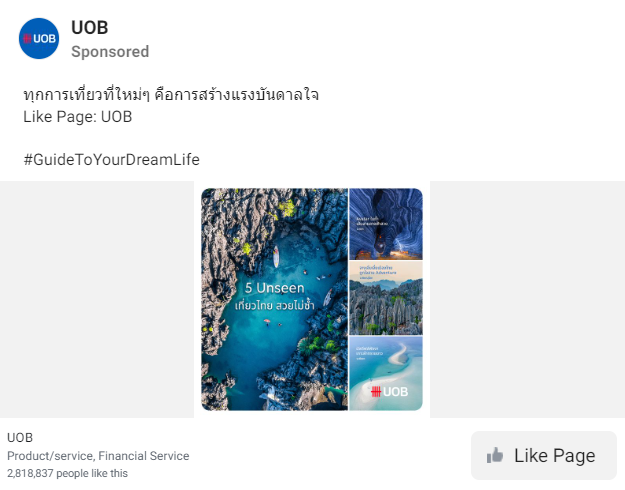 UOB
UOB
Sponsored
ทุกการเที่ยวที่ใหม่ๆ คือการสร้างแรงบันดาลใจ
Like Page: UOB
#GuideToYourDreamLife
5 Unseen
เที่ยวไทย สวยไม่ซ้ำ
UOB
UOB
Product/service, Financial Service
2,818,837 people like this
Like Page